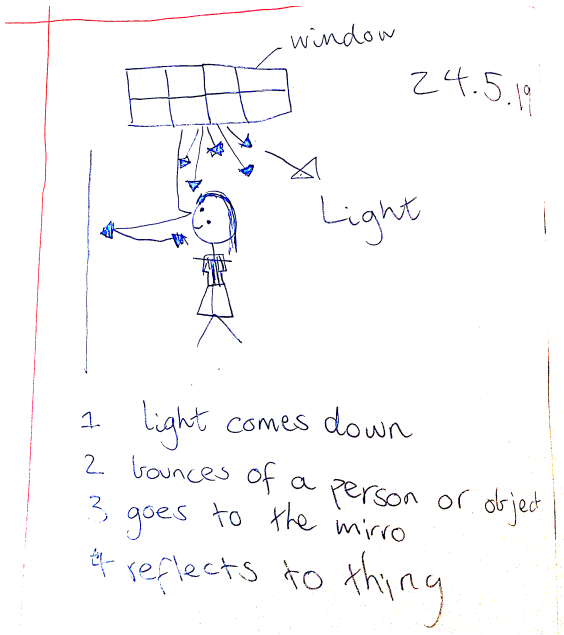 window
24.5.19
Light
1 light comes down
2 bounces of a person or object
3, goes to the mirro
4 reflects to thing